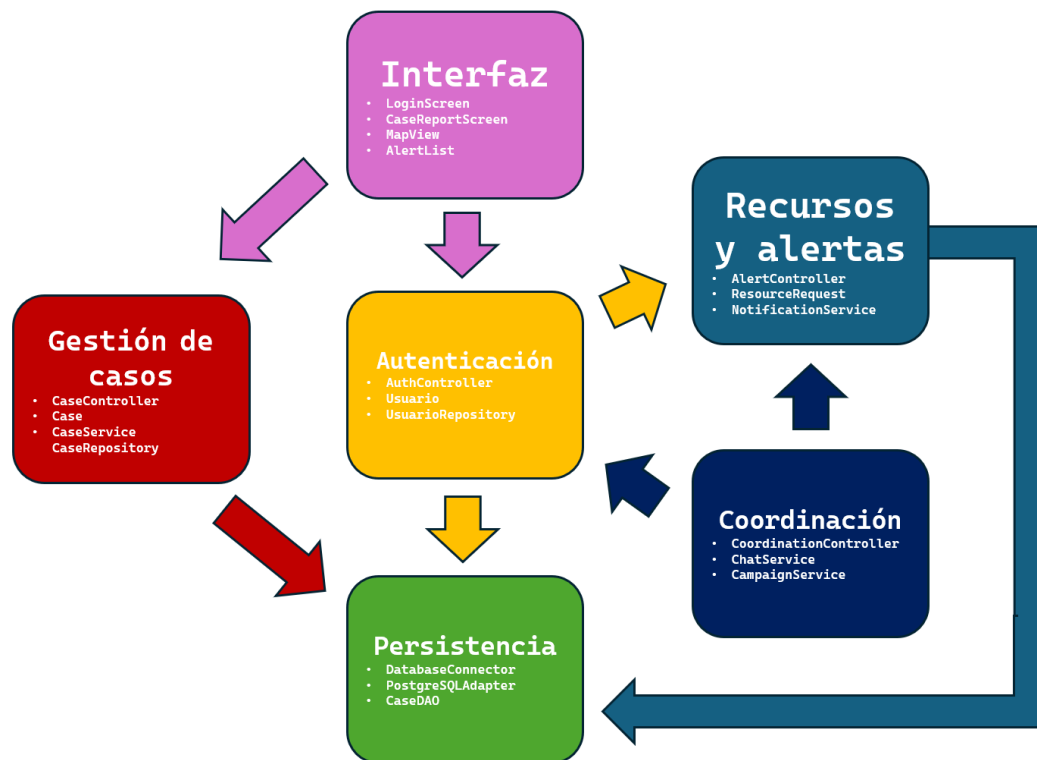 Interfaz
• LoginScreen
• CaseReportScreen
• MapView
• AlertList
Recursos
y alertas
• AlertController
• ResourceRequest
• NotificationService
Gestión de
casos
• CaseController
• Case
• CaseService
CaseRepository
Autenticación
• AuthController
• Usuario
• UsuarioRepository
Coordinación
• CoordinationController
• ChatService
• CampaignService
Persistencia
• DatabaseConnector
• PostgreSQLAdapter
• CaseDAO